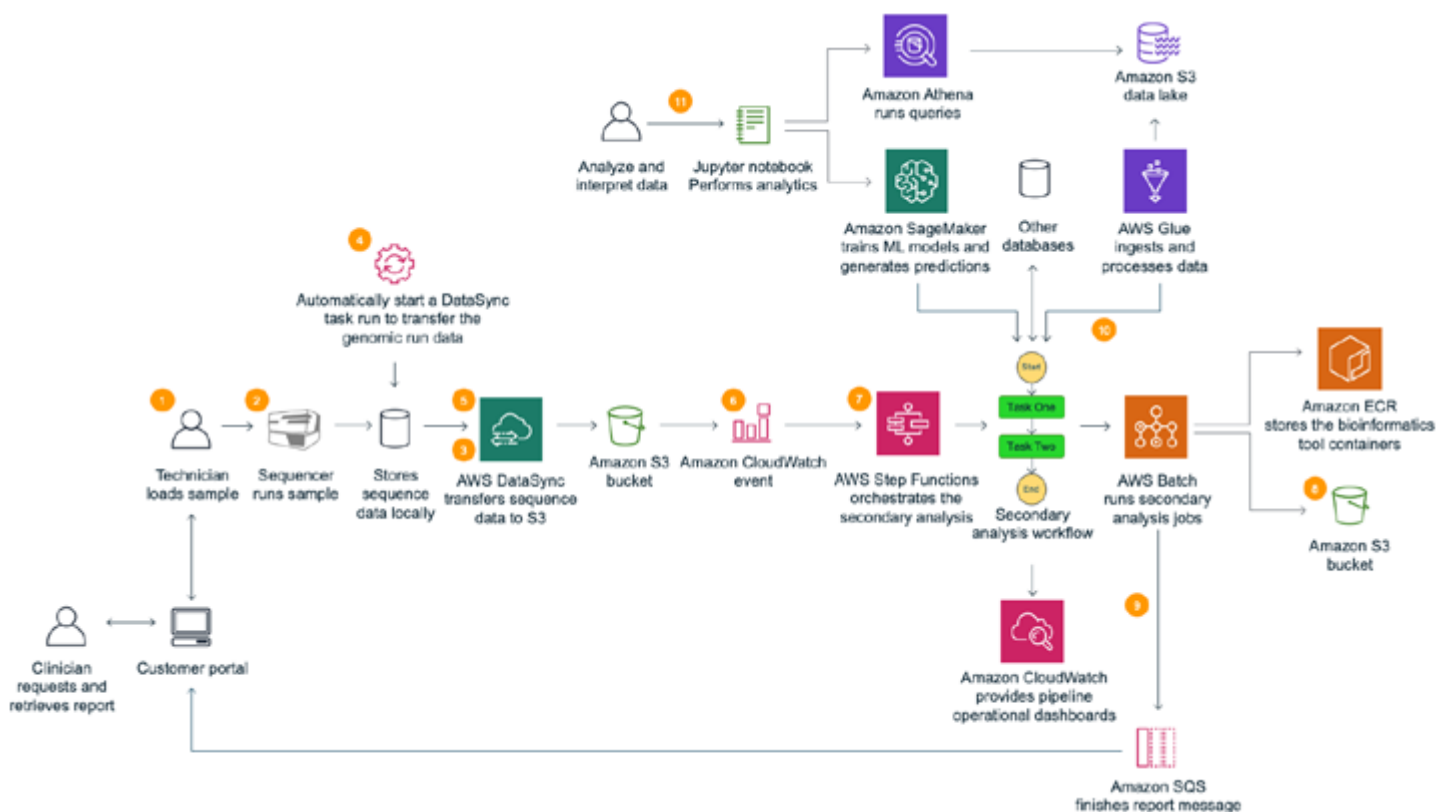 Amazon Athena
runs queries
Amazon S3
data lake
11
Analyze and
interpret data
Jupyter notebook
Performs analytics
Amazon SageMaker
trains ML models and
generates predictions
Other
databases
AWS Glue
ingests and
processes data
4
Automatically start a DataSync
task run to transfer the
genomic run data
10
1
Technician
loads sample
2
Sequencer
runs sample
Stores
sequence
data locally
5
3
AWS DataSync
transfers sequence
data to S3
Amazon S3
bucket
6
Amazon CloudWatch
event
7
AWS Step Functions
orchestrates the
secondary analysis
Start
Task One
Task Two
End
Secondary
analysis workflow
AWS Batch
runs secondary
analysis jobs
Amazon ECR
stores the bioinformatics
tool containers
8
Amazon S3
bucket
9
Clinician
requests and
retrieves report
Customer portal
Amazon CloudWatch
provides pipeline
operational dashboards
Amazon SQS
finishes report message